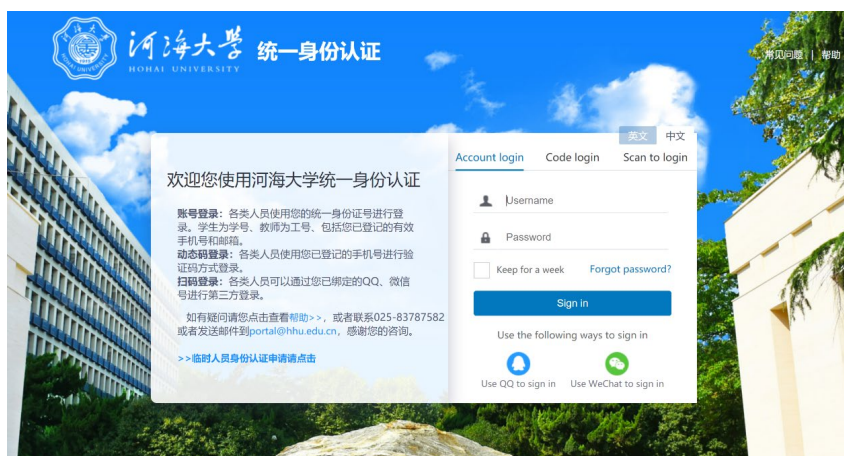 河海大学 统一身份认证
HOHAI UNIVERSITY
常见问题 | 帮助
英文 中文
Account login Code login Scan to login
欢迎您使用河海大学统一身份认证
账号登录：各类人员使用您的统一身份证号进行登
录。学生为学号、教师为工号、包括您已登记的有效
手机号和邮箱。
动态码登录：各类人员使用您已登记的手机号进行验
证码方式登录。
扫码登录：各类人员可以通过您已绑定的QQ、微信
号进行第三方登录。
如有疑问请您点击查看帮助>>，或者联系025-83787582
或者发送邮件到portal@hhu.edu.cn，感谢您的咨询。
>>临时人员身份认证申请请点击
Username
Password
Keep for a week Forgot password?
Sign in
Use the following ways to sign in
Use QQ to sign in Use WeChat to sign in